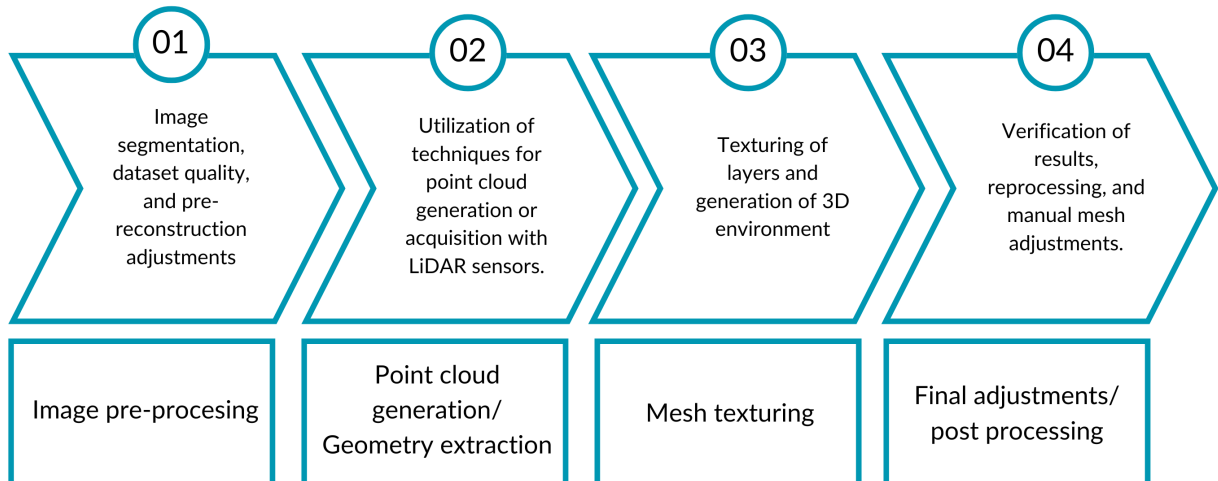 01
Image
segmentation,
dataset quality,
and pre-
reconstruction
adjustments
02
Utilization of
techniques for
point cloud
generation or
acquisition with
LiDAR sensors.
03
Texturing of
layers and
generation of 3D
environment
04
Verification of
results,
reprocessing, and
manual mesh
adjustments.
Image pre-procesing
Point cloud
generation/
Geometry extraction
Mesh texturing
Final adjustments/
post processing